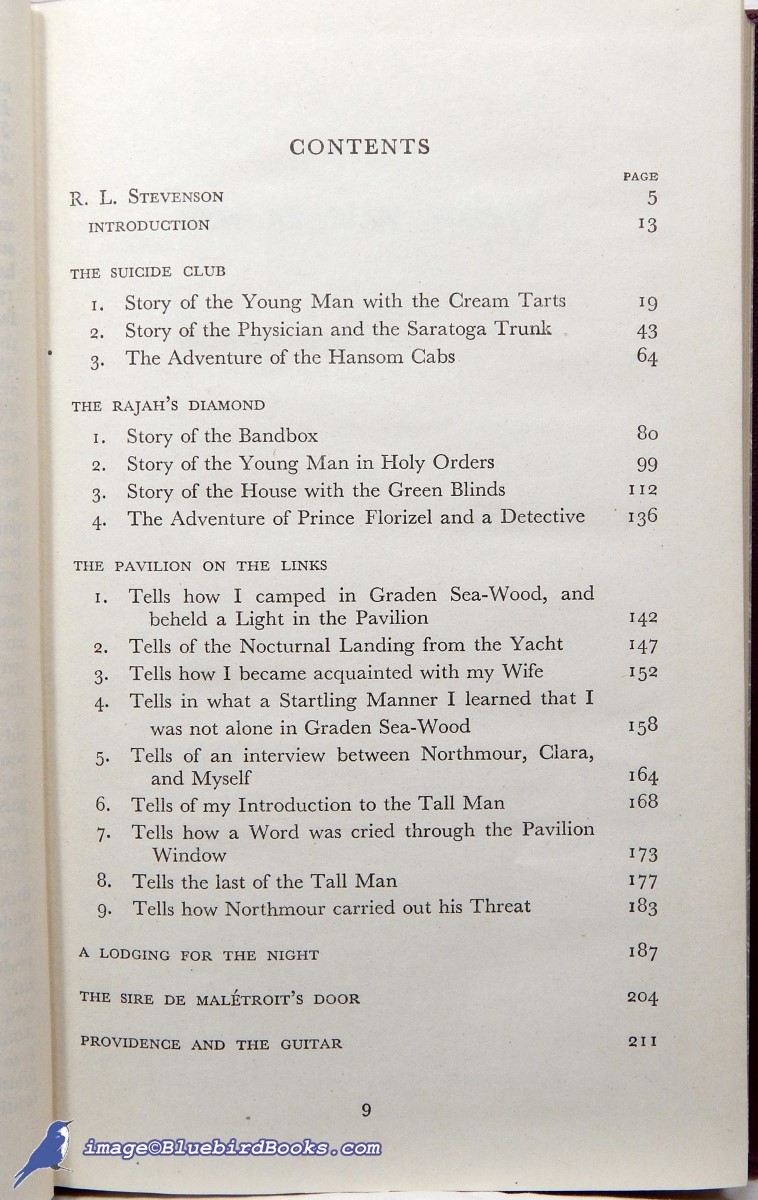 CONTENTS
PAGE
R. L. STEVENSON 5
INTRODUCTION 13
THE SUICIDE CLUB
1. Story of the Young Man with the Cream Tarts 19
2. Story of the Physician and the Saratoga Trunk 43
3. The Adventure of the Hansom Cabs 64
THE RAJAH'S DIAMOND
1. Story of the Bandbox 80
2. Story of the Young Man in Holy Orders 99
3. Story of the House with the Green Blinds 112
4. The Adventure of Prince Florizel and a Detective 136
THE PAVILION ON THE LINKS
1. Tells how I camped in Graden Sea-Wood, and
beheld a Light in the Pavilion 142
2. Tells of the Nocturnal Landing from the Yacht 147
3. Tells how I became acquainted with my Wife 152
4. Tells in what a Startling Manner I learned that I
was not alone in Graden Sea-Wood 158
5. Tells of an interview between Northmour, Clara,
and Myself 164
6. Tells of my Introduction to the Tall Man 168
7. Tells how a Word was cried through the Pavilion
Window 173
8. Tells the last of the Tall Man 177
9. Tells how Northmour carried out his Threat 183
A LODGING FOR THE NIGHT 187
THE SIRE DE MALÉTROIT'S DOOR 204
PROVIDENCE AND THE GUITAR 211
9
image©BluebirdBooks.com